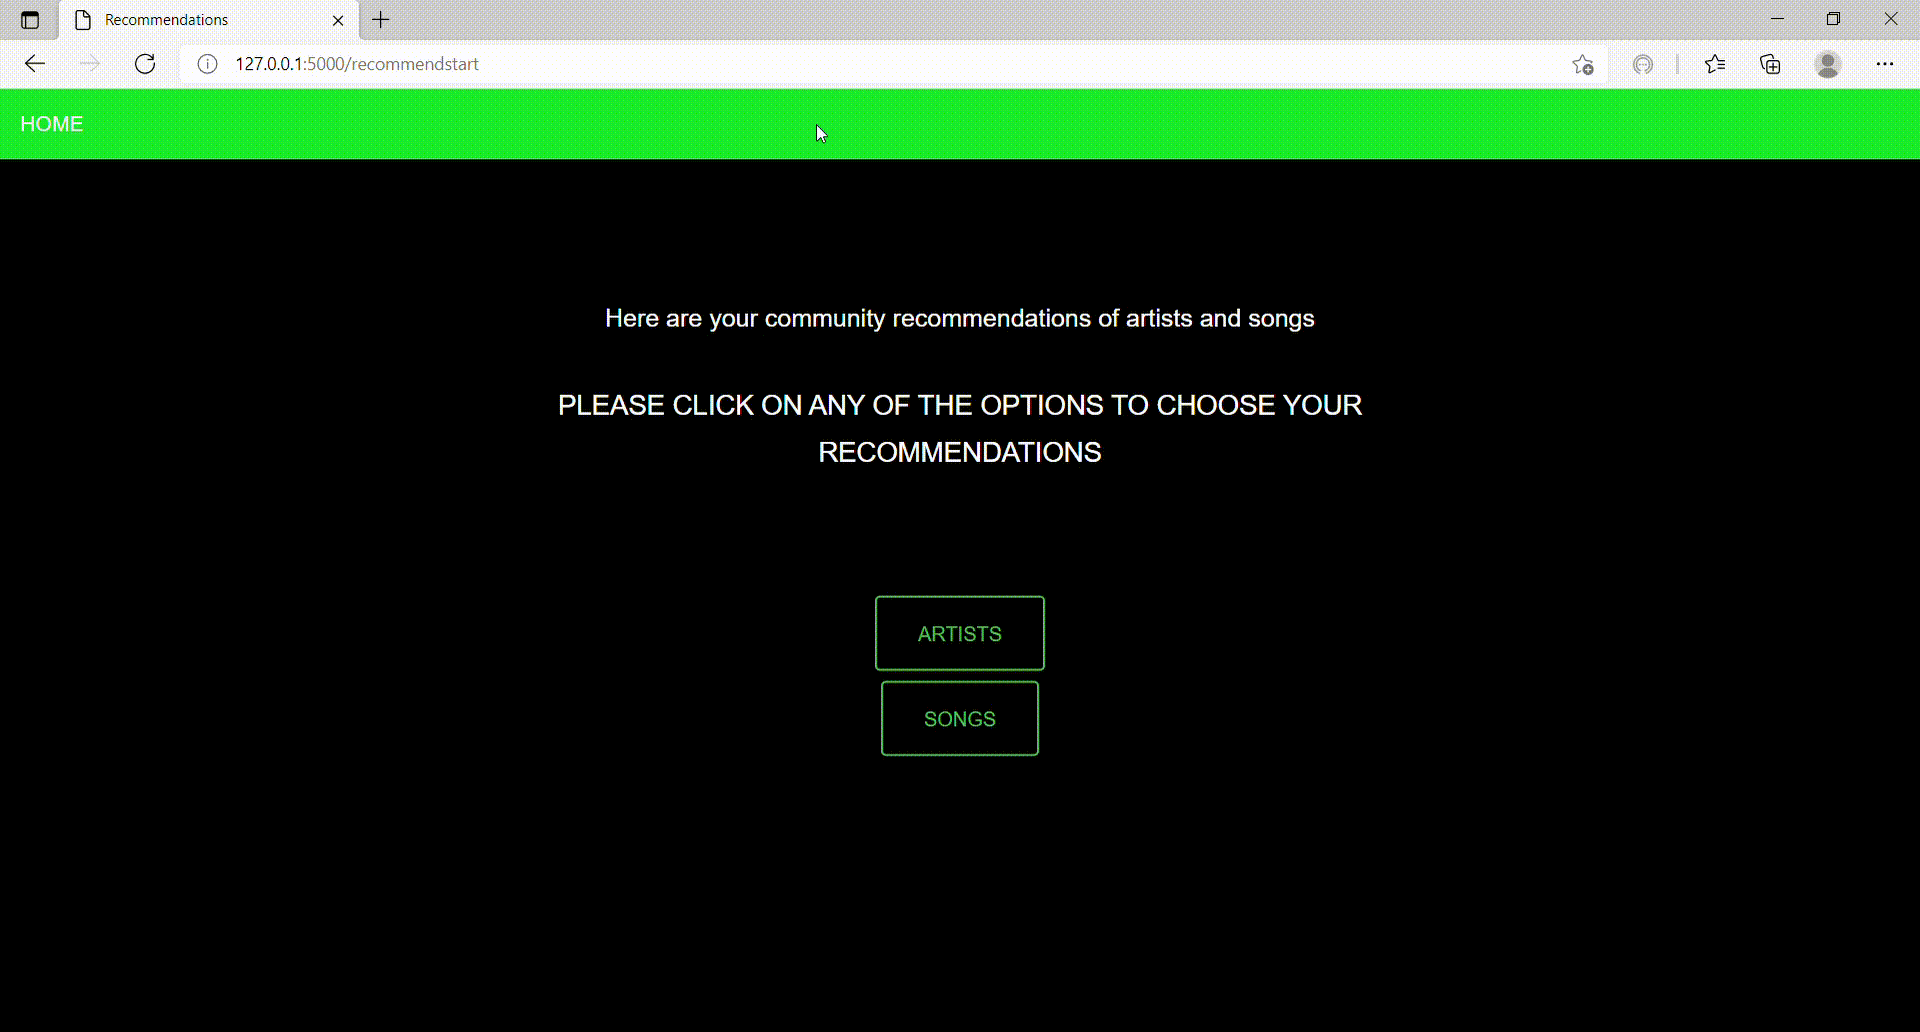 Recommendations
127.0.0.1:5000/recommendstart
HOME
Here are your community recommendations of artists and songs
PLEASE CLICK ON ANY OF THE OPTIONS TO CHOOSE YOUR
RECOMMENDATIONS
ARTISTS
SONGS